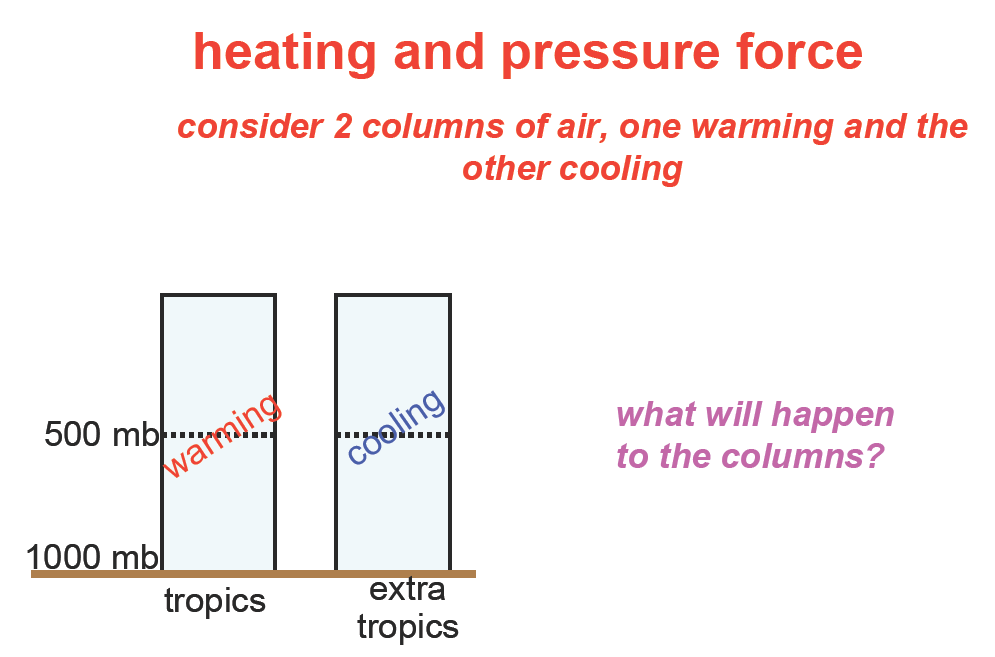 heating and pressure force
consider 2 columns of air, one warming and the
other cooling
500 mb
warming
cooling
what will happen
to the columns?
1000 mb
tropics
extra
tropics